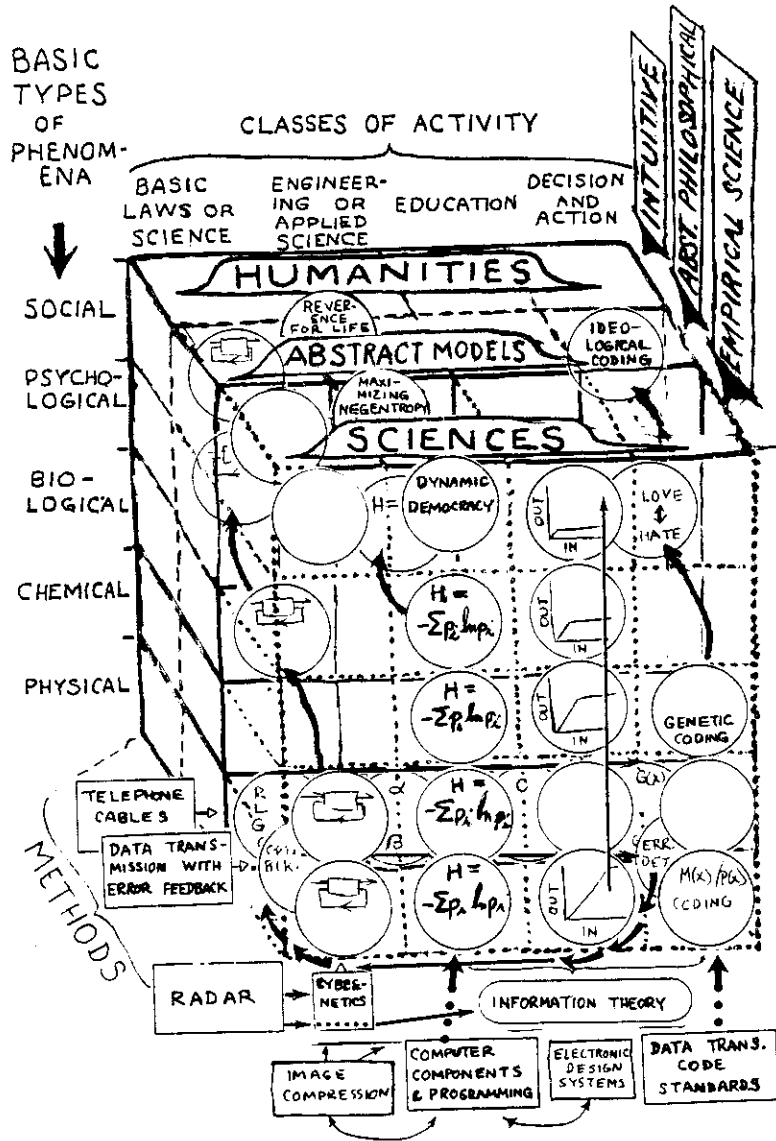 BASIC
TYPES
OF
PHENOM-
ENA
CLASSES OF ACTIVITY
BASIC
LAWS OR
SCIENCE
ENGINEER-
ING OR
APPLIED
SCIENCE
EDUCATION
DECISION
AND
ACTION
INTUITIVE
ABST. PHILOSOPHICAL
EMPIRICAL SCIENCE
HUMANITIES
SOCIAL
REVER-
ENCE
FOR LIFE
IDEO-
LOGICAL
CODING
ABSTRACT MODELS
PSYCHO-
LOGICAL
MAXI-
MIZING
NEGENTROPY
SCIENCES
BIO-
LOGICAL
H =
DYNAMIC
DEMOCRACY
OUT
IN
LOVE
↕
HATE
CHEMICAL
H =
-Σpᵢ ln pᵢ
OUT
IN
PHYSICAL
H =
-Σpᵢ ln pᵢ
OUT
IN
GENETIC
CODING
TELEPHONE
CABLES
R
L
G
C
α
β
H =
-Σpᵢ ln pᵢ
C
G(x)
DATA TRANS-
MISSION WITH
ERROR FEEDBACK
BLK.
ERR.
DET.
H =
-Σpᵢ ln pᵢ
OUT
IN
M(x)/P(x)
CODING
METHODS
RADAR
CYBER-
NETICS
INFORMATION THEORY
IMAGE
COMPRESSION
COMPUTER
COMPONENTS
& PROGRAMMING
ELECTRONIC
DESIGN
SYSTEMS
DATA TRANS.
CODE
STANDARDS